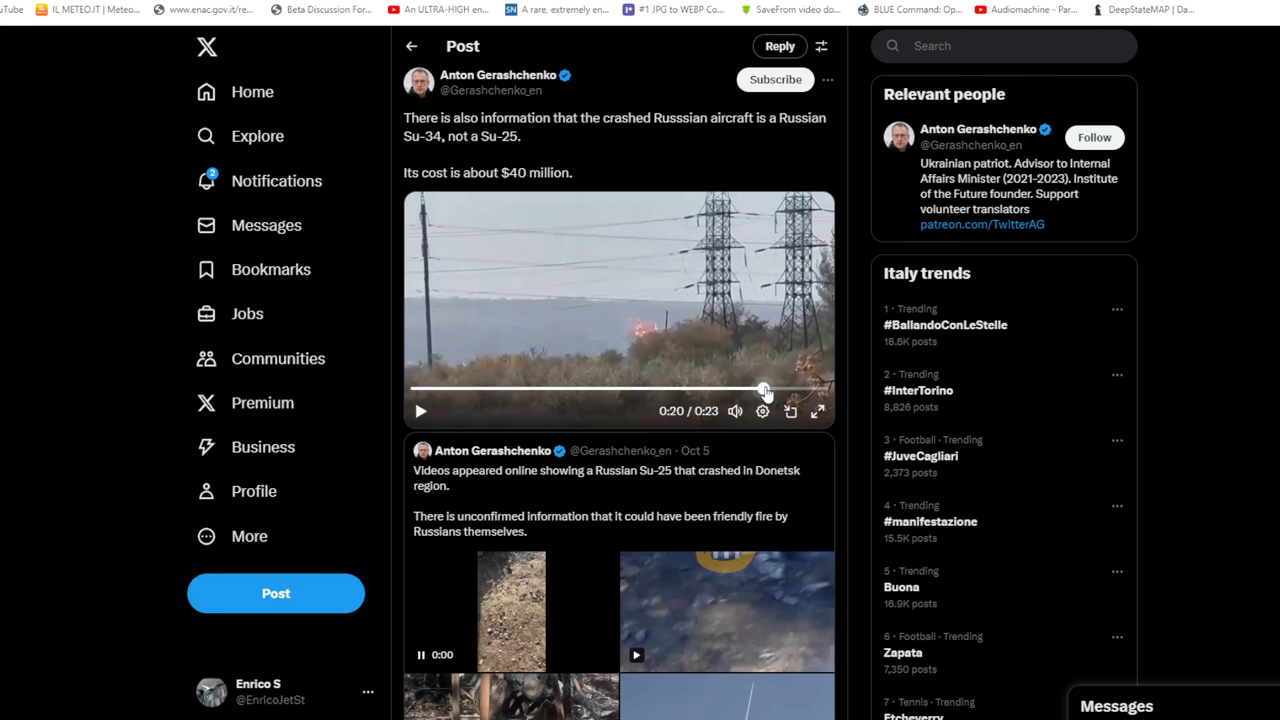 uTube
IL METEO.IT | Meteo...
www.enac.gov.it/re...
Beta Discussion For...
An ULTRA-HIGH en...
SN A rare, extremely en...
#1 JPG to WEBP Co...
SaveFrom video do...
BLUE Command: Op...
Audiomachine - Par...
DeepStateMAP | Da...
Home
Explore
2
Notifications
Messages
Bookmarks
Jobs
Communities
Premium
Business
Profile
More
Post
Enrico S
@EnricoJetSt
Post
Reply
Anton Gerashchenko
@Gerashchenko_en
Subscribe
There is also information that the crashed Russsian aircraft is a Russian
Su-34, not a Su-25.
Its cost is about $40 million.
0:20 / 0:23
Anton Gerashchenko @Gerashchenko_en · Oct 5
Videos appeared online showing a Russian Su-25 that crashed in Donetsk
region.
There is unconfirmed information that it could have been friendly fire by
Russians themselves.
0:00
Search
Relevant people
Anton Gerashchenko
@Gerashchenko_en
Follow
Ukrainian patriot. Advisor to Internal
Affairs Minister (2021-2023). Institute
of the Future founder. Support
volunteer translators
patreon.com/TwitterAG
Italy trends
1 · Trending
#BallandoConLeStelle
18.6K posts
2 · Trending
#InterTorino
8,826 posts
3 · Football · Trending
#JuveCagliari
2,373 posts
4 · Trending
#manifestazione
15.5K posts
5 · Trending
Buona
16.9K posts
6 · Football · Trending
Zapata
7,350 posts
7 · Tennis · Trending
Etcheverry
Messages